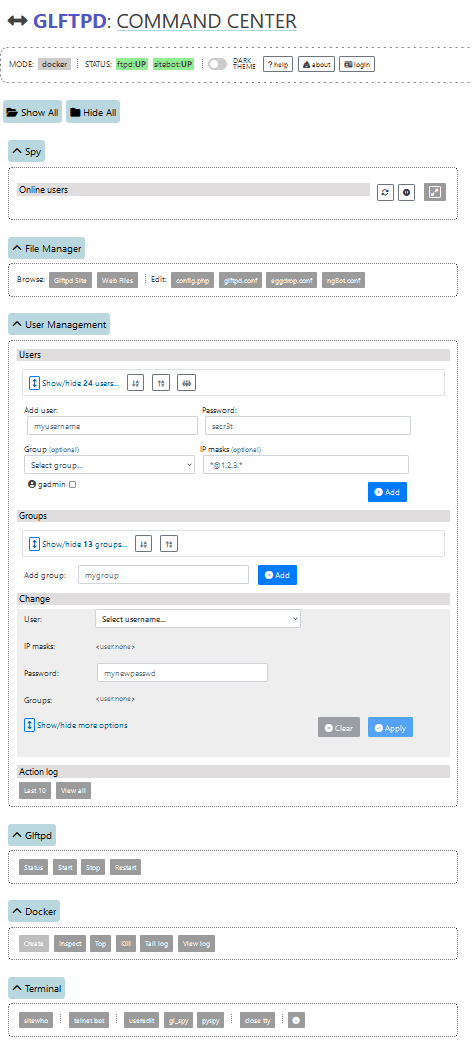 GLFTPD: COMMAND CENTER
MODE: docker STATUS: ftpd:UP sitebot:UP DARK THEME ? help about login
Show All Hide All
Spy
Online users
File Manager
Browse: Glftpd Site Web Files Edit: config.php glftpd.conf eggdrop.conf ngBot.conf
User Management
Users
Show/hide 24 users...
Add user: Password:
myusername secr3t
Group (optional) IP masks (optional)
Select group... *@1.2.3.*
gadmin Add
Groups
Show/hide 13 groups...
Add group: mygroup Add
Change
User: Select username...
IP masks: <user:none>
Password: mynewpasswd
Groups: <user:none>
Show/hide more options Clear Apply
Action log
Last 10 View all
Glftpd
Status Start Stop Restart
Docker
Create Inspect Top Kill Tail log View log
Terminal
sitewho telnet bot useredit gl_spy pyspy close tty